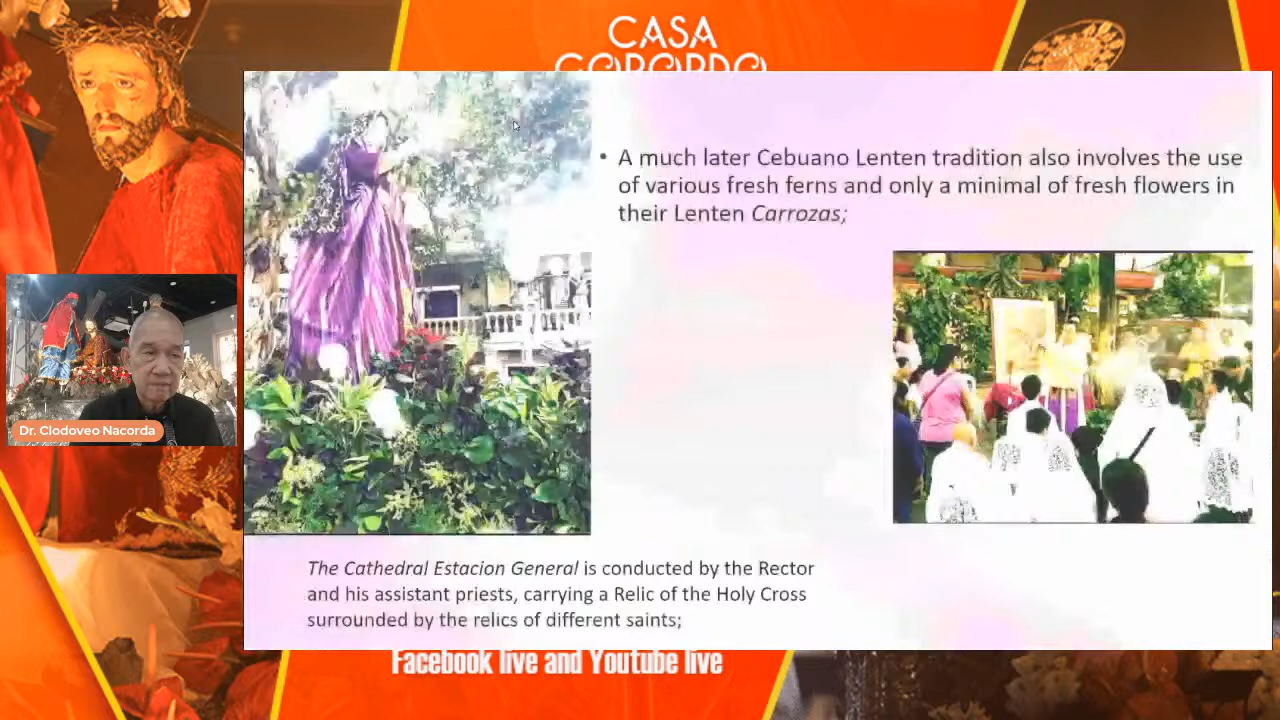 CASA
GORORDO
• A much later Cebuano Lenten tradition also involves the use
of various fresh ferns and only a minimal of fresh flowers in
their Lenten Carrozas;
Dr. Clodoveo Nacorda
The Cathedral Estacion General is conducted by the Rector
and his assistant priests, carrying a Relic of the Holy Cross
surrounded by the relics of different saints;
Facebook live and Youtube live